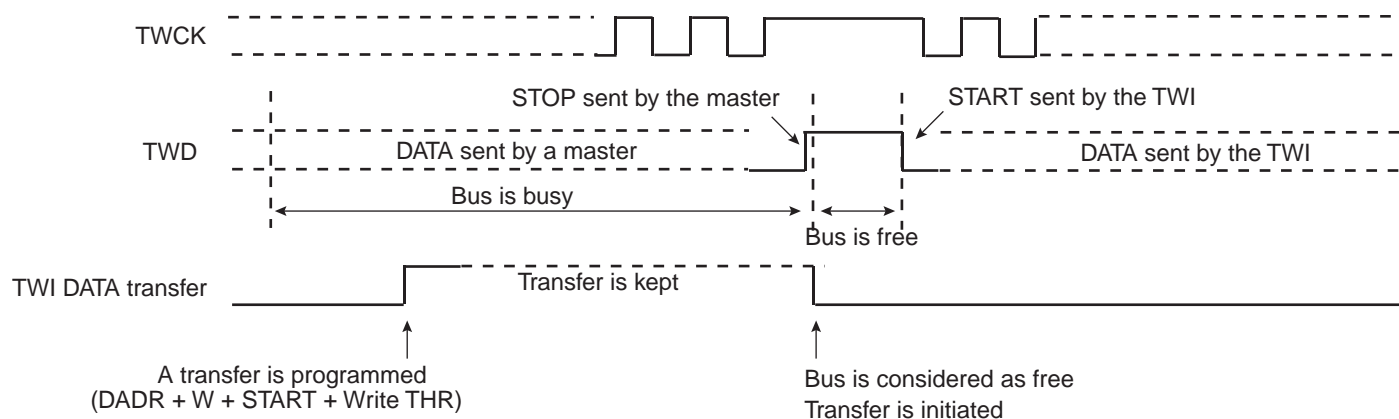 TWCK
STOP sent by the master
START sent by the TWI
TWD
DATA sent by a master
DATA sent by the TWI
Bus is busy
Bus is free
TWI DATA transfer
Transfer is kept
A transfer is programmed
(DADR + W + START + Write THR)
Bus is considered as free
Transfer is initiated